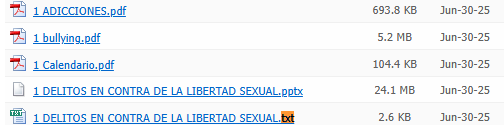 1 ADICCIONES.pdf 693.8 KB Jun-30-25
1 bullying.pdf 5.2 MB Jun-30-25
1 Calendario.pdf 104.4 KB Jun-30-25
1 DELITOS EN CONTRA DE LA LIBERTAD SEXUAL.pptx 24.1 MB Jun-30-25
1 DELITOS EN CONTRA DE LA LIBERTAD SEXUAL.txt 2.6 KB Jun-30-25